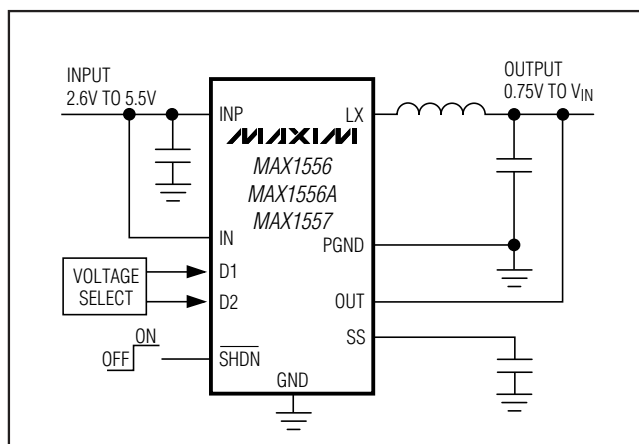 INPUT
2.6V TO 5.5V
OUTPUT
0.75V TO VIN
INP
LX
MAXIM
MAX1556
MAX1556A
MAX1557
IN
PGND
VOLTAGE
SELECT
D1
D2
OUT
SS
ON
OFF
SHDN
GND